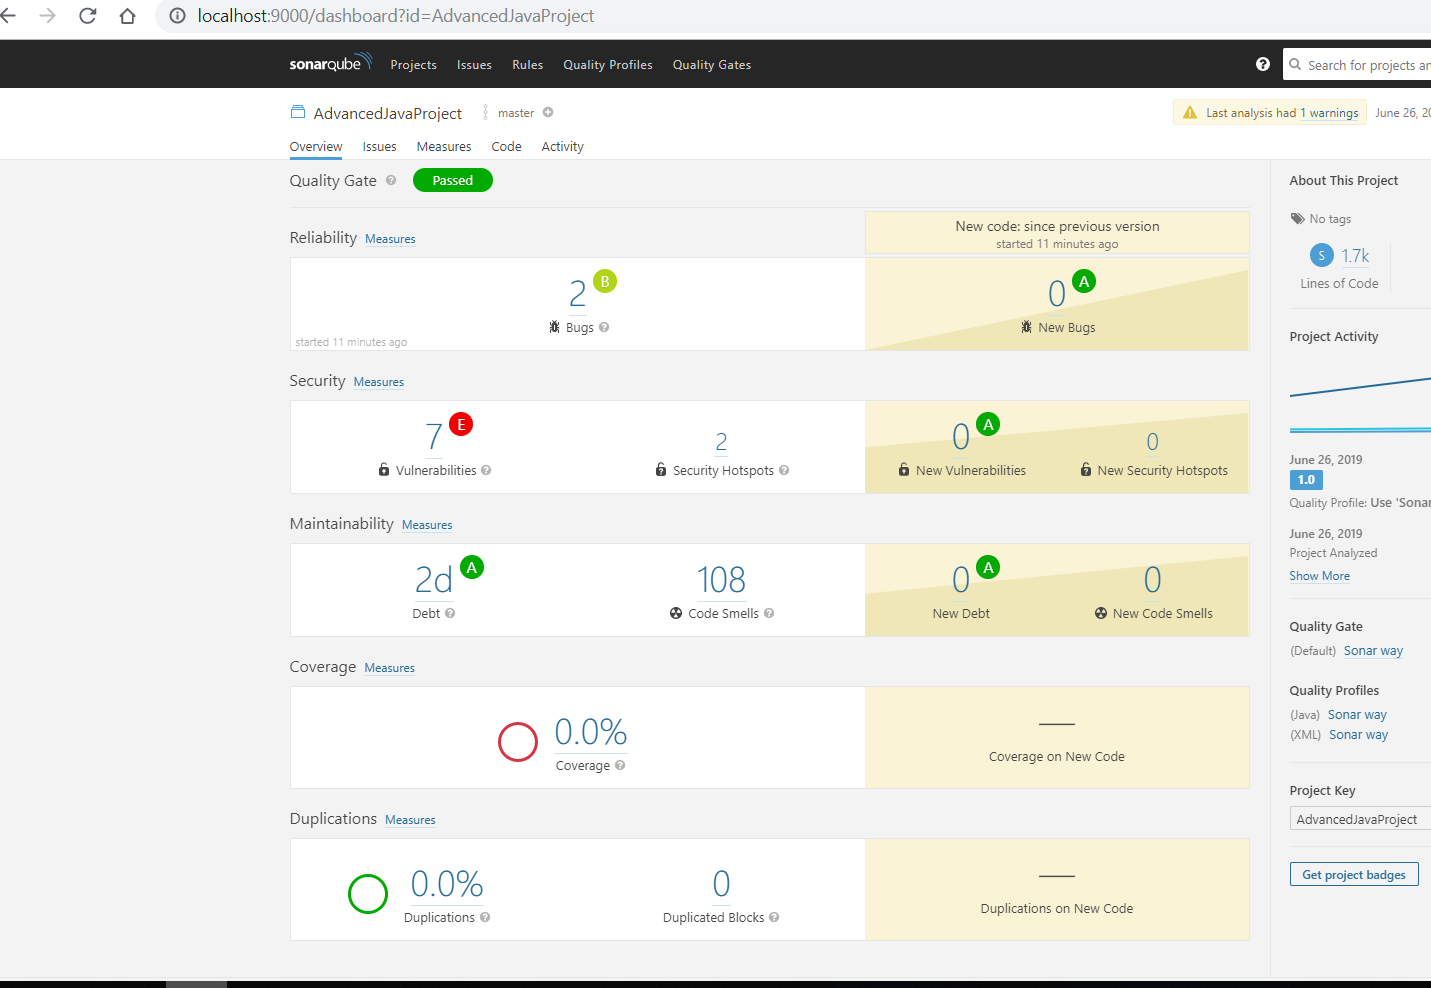 localhost:9000/dashboard?id=AdvancedJavaProject
sonarqube Projects Issues Rules Quality Profiles Quality Gates ? Search for projects an
AdvancedJavaProject master Last analysis had 1 warnings June 26, 20
Overview Issues Measures Code Activity
Quality Gate ? Passed
New code: since previous version
started 11 minutes ago
Reliability Measures
2 B
Bugs ?
started 11 minutes ago
0 A
New Bugs
Security Measures
7 E
Vulnerabilities ?
2
Security Hotspots ?
0 A
New Vulnerabilities
0
New Security Hotspots
Maintainability Measures
2d A
Debt ?
108
Code Smells ?
0 A
New Debt
0
New Code Smells
Coverage Measures
0.0%
Coverage ?
—
Coverage on New Code
Duplications Measures
0.0%
Duplications ?
0
Duplicated Blocks ?
—
Duplications on New Code
About This Project
No tags
S 1.7k
Lines of Code
Project Activity
June 26, 2019
1.0
Quality Profile: Use 'Sonar
June 26, 2019
Project Analyzed
Show More
Quality Gate
(Default) Sonar way
Quality Profiles
(Java) Sonar way
(XML) Sonar way
Project Key
AdvancedJavaProject
Get project badges